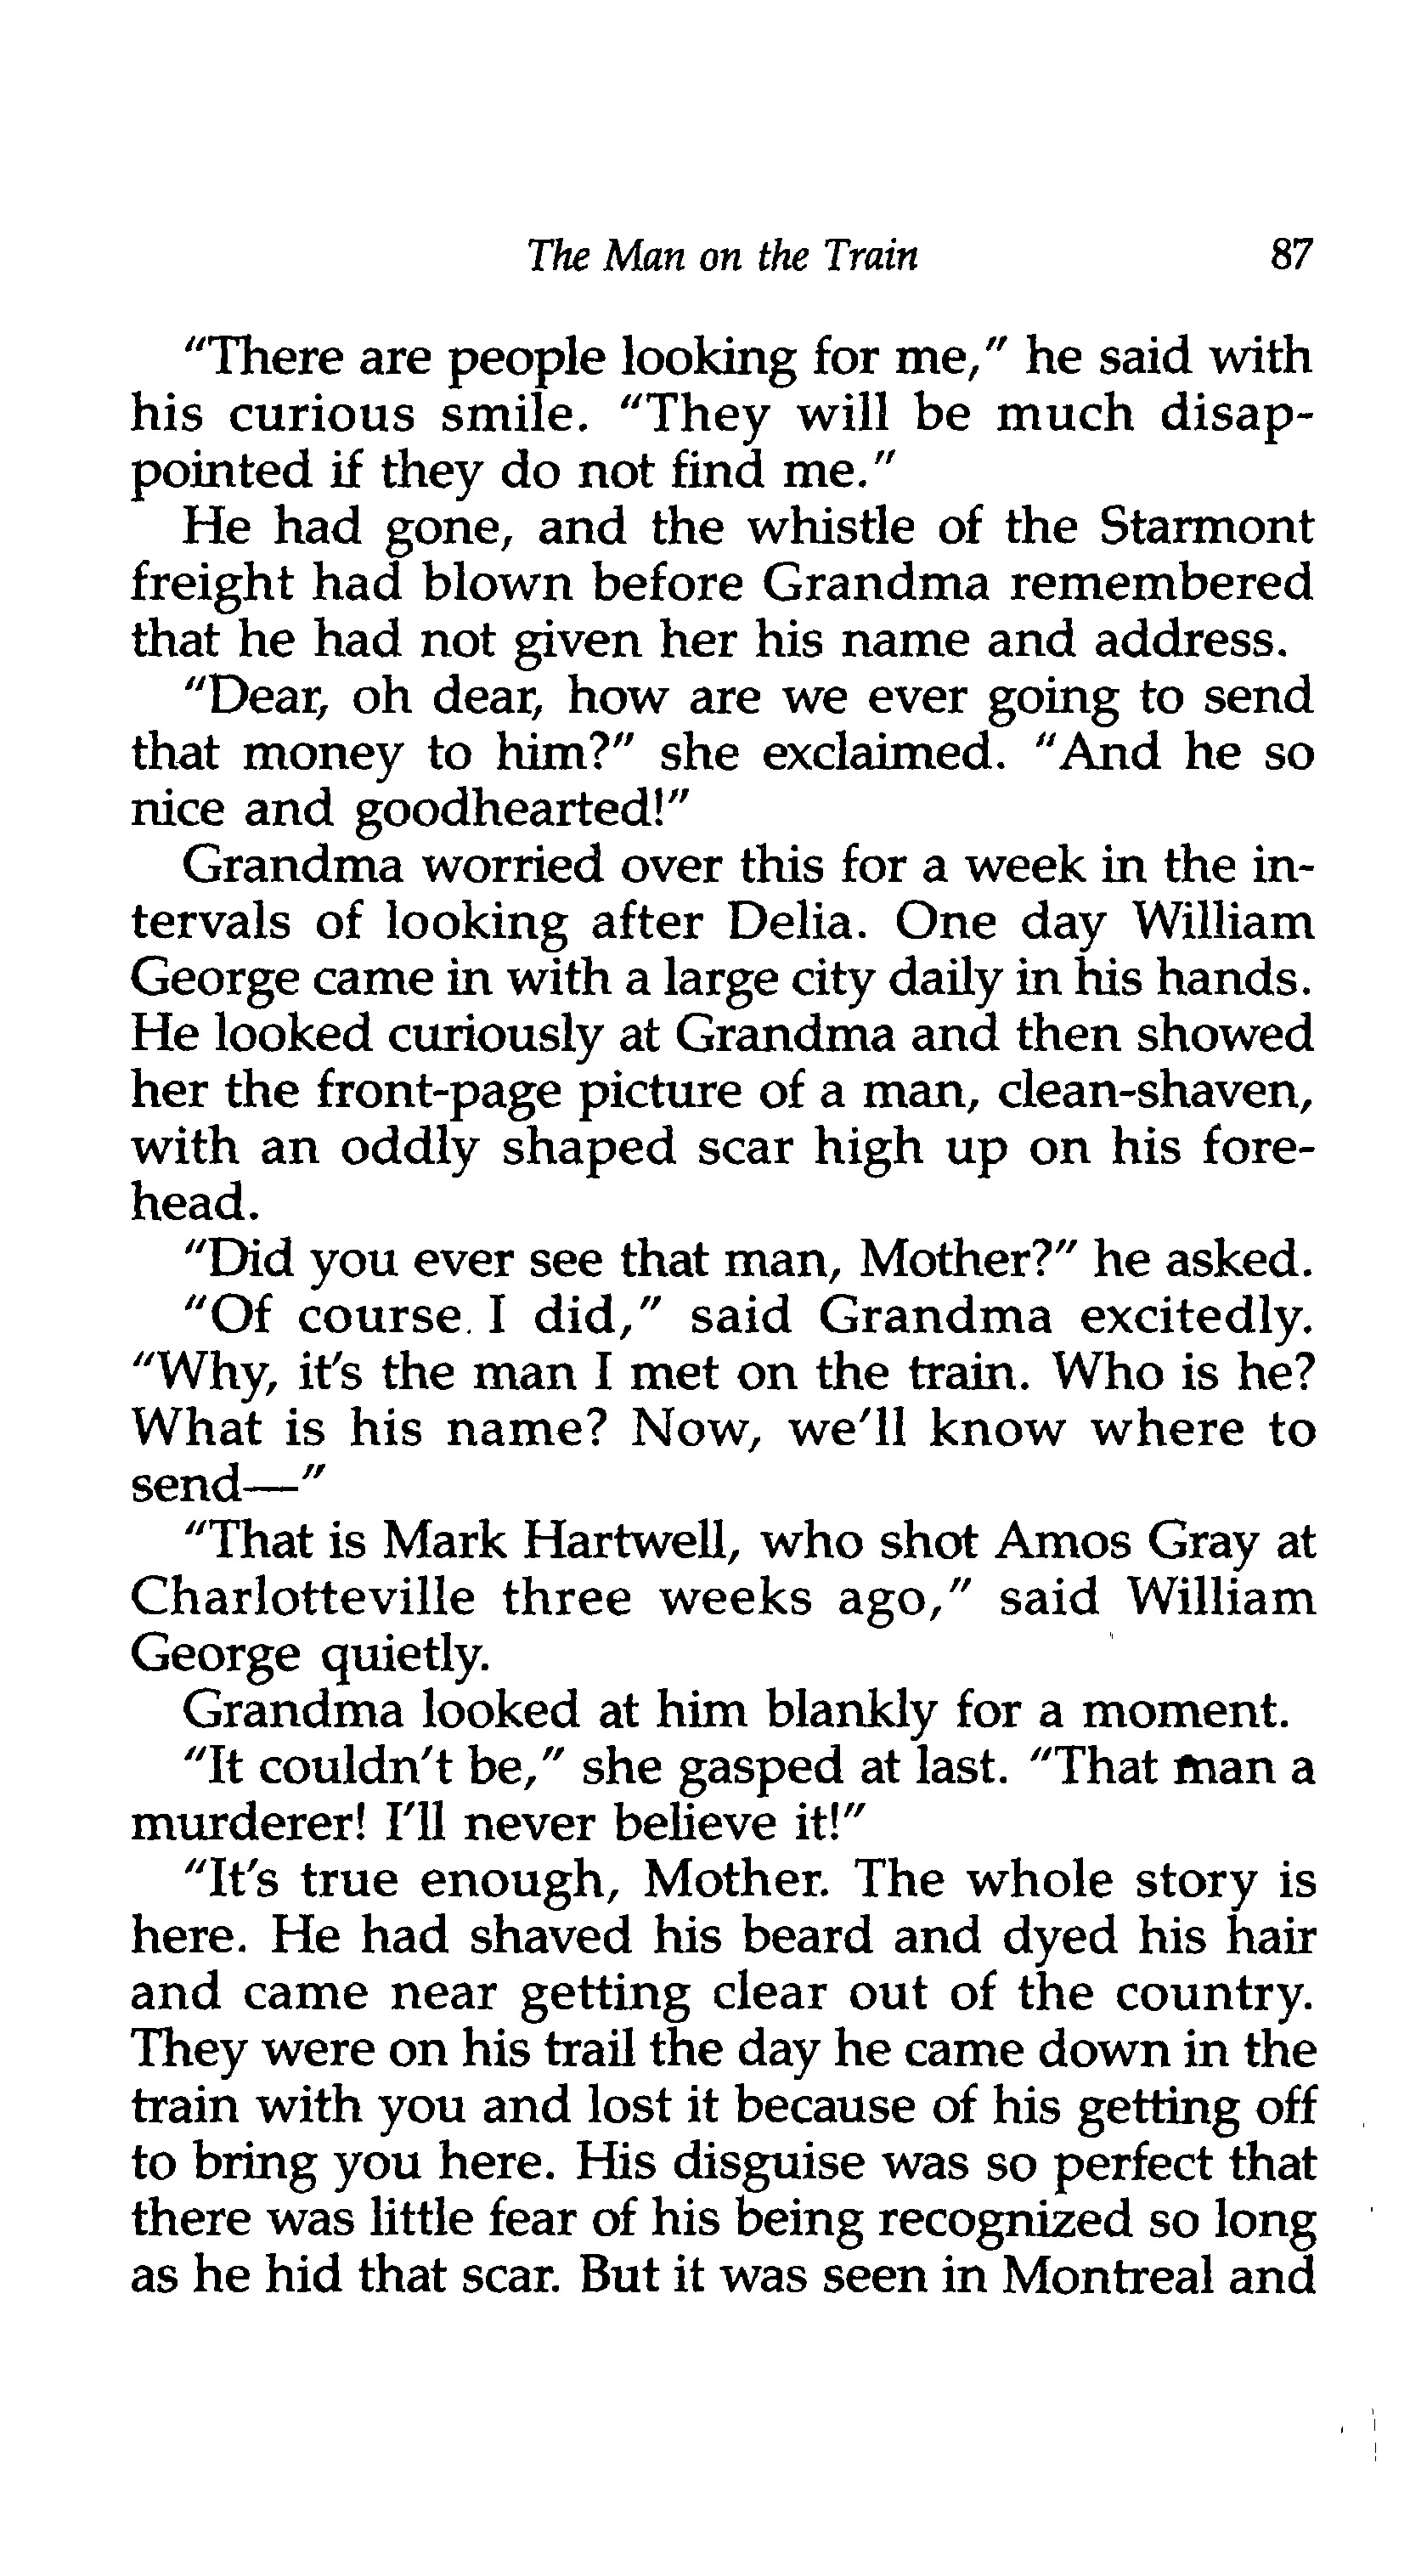 The Man on the Train 87
"There are people looking for me," he said with
his curious smile. "They will be much disap-
pointed if they do not find me."
He had gone, and the whistle of the Starmont
freight had blown before Grandma remembered
that he had not given her his name and address.
"Dear, oh dear, how are we ever going to send
that money to him?" she exclaimed. "And he so
nice and goodhearted!"
Grandma worried over this for a week in the in-
tervals of looking after Delia. One day William
George came in with a large city daily in his hands.
He looked curiously at Grandma and then showed
her the front-page picture of a man, clean-shaven,
with an oddly shaped scar high up on his fore-
head.
"Did you ever see that man, Mother?" he asked.
"Of course. I did," said Grandma excitedly.
"Why, it's the man I met on the train. Who is he?
What is his name? Now, we'll know where to
send—"
"That is Mark Hartwell, who shot Amos Gray at
Charlotteville three weeks ago," said William
George quietly.
Grandma looked at him blankly for a moment.
"It couldn't be," she gasped at last. "That man a
murderer! I'll never believe it!"
"It's true enough, Mother. The whole story is
here. He had shaved his beard and dyed his hair
and came near getting clear out of the country.
They were on his trail the day he came down in the
train with you and lost it because of his getting off
to bring you here. His disguise was so perfect that
there was little fear of his being recognized so long
as he hid that scar. But it was seen in Montreal and